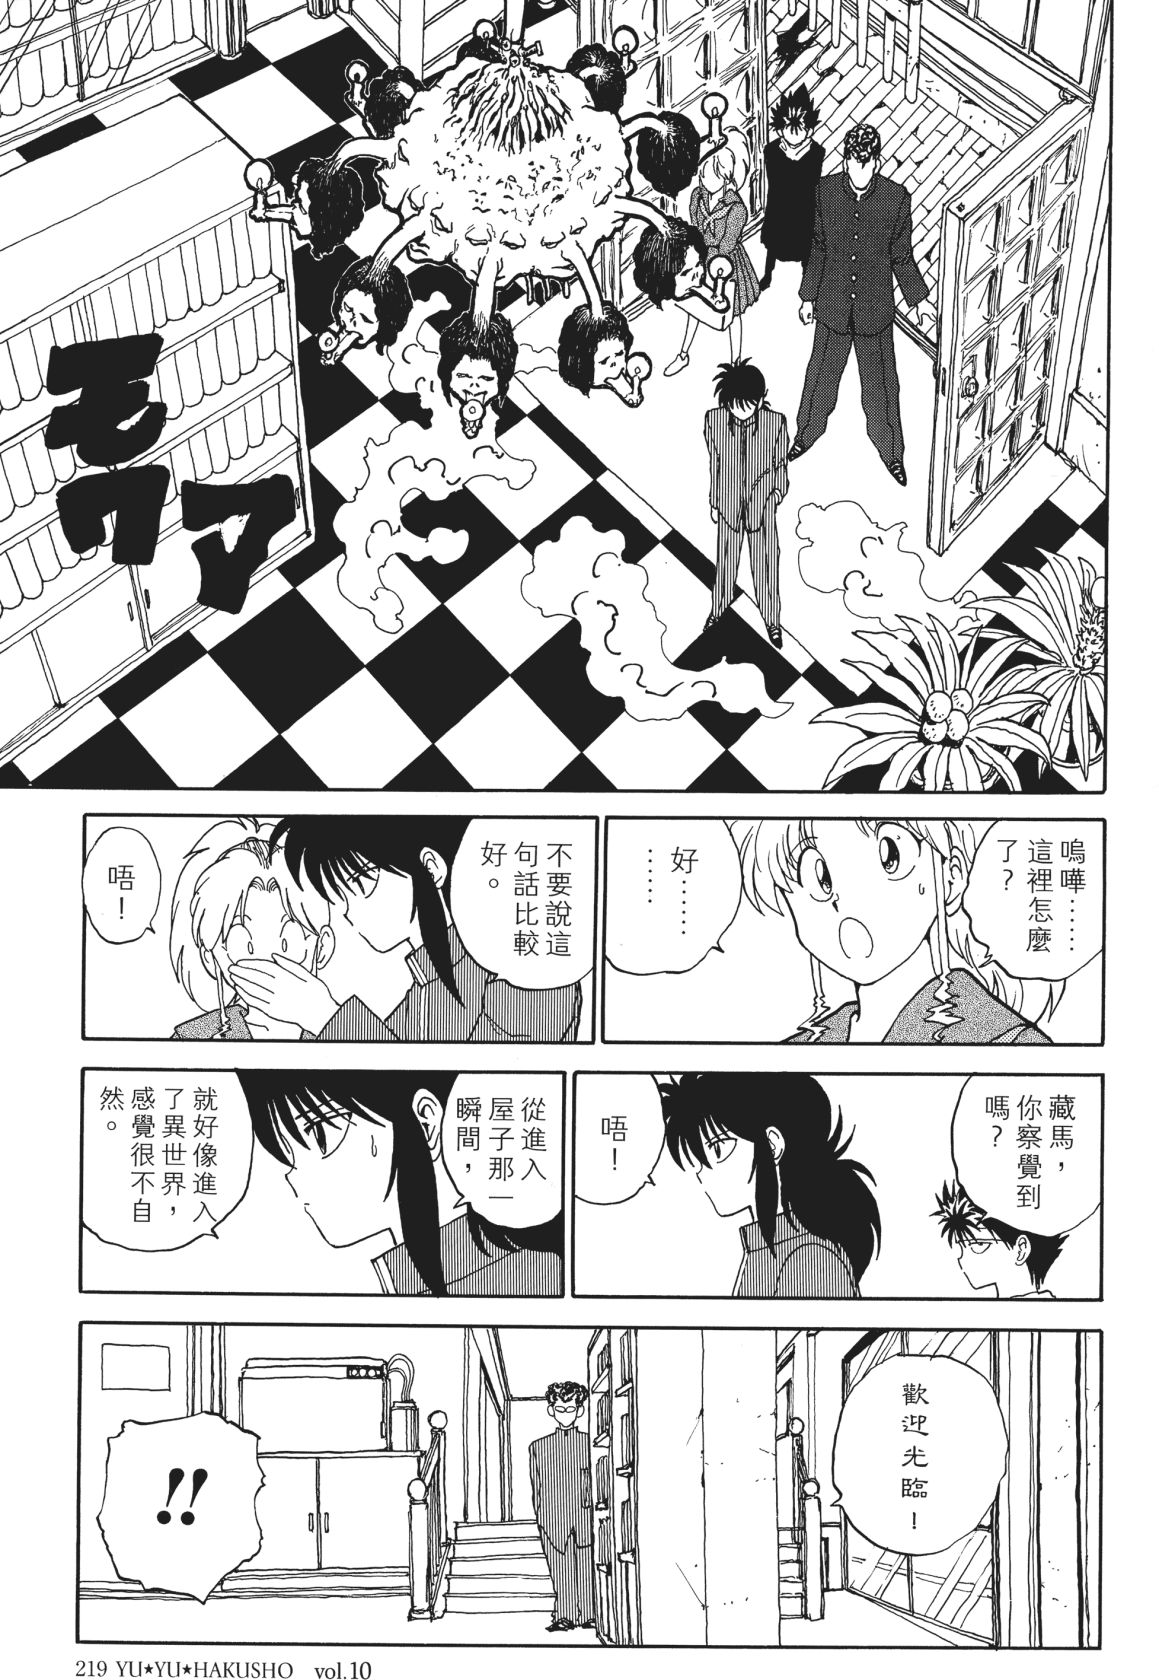 モワァ
嗚嘩……
這裡怎麼
了？
好……
……
不要說這
句話比較
好。
唔！
藏馬，
你察覺到
嗎？
唔！
從進入
屋子那一
瞬間，
就好像進入
了異世界，
感覺很不自
然。
歡迎光臨！
!!
219 YU★YU★HAKUSHO vol.10